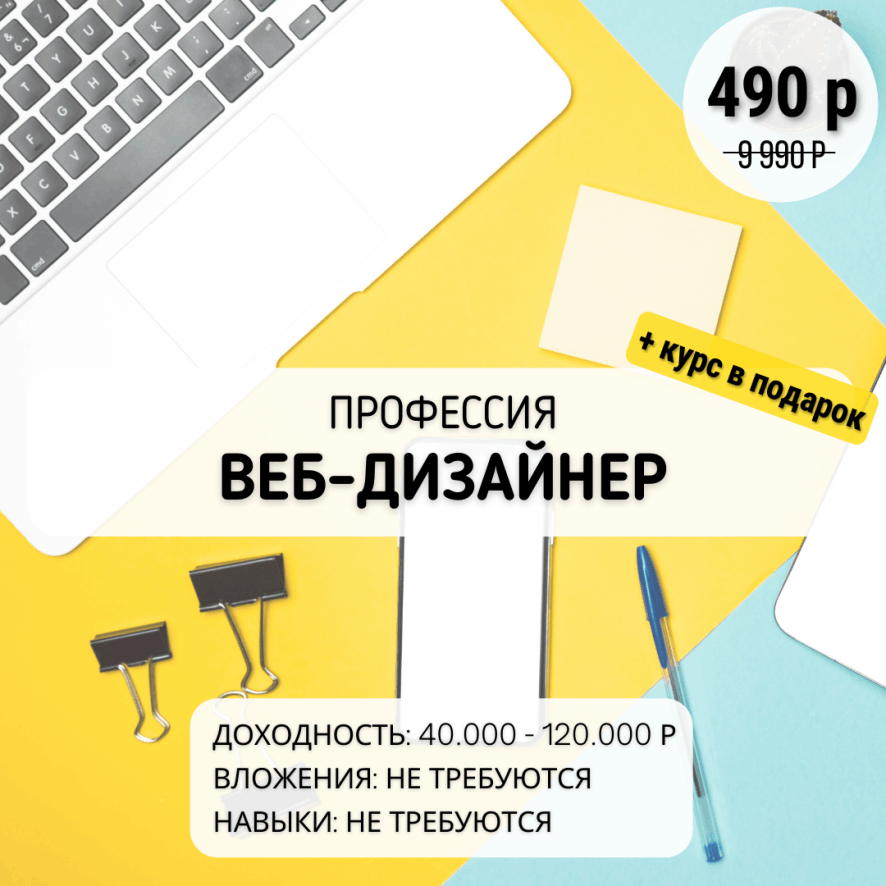 490 р
9 990 Р
+ курс в подарок
ПРОФЕССИЯ
ВЕБ-ДИЗАЙНЕР
ДОХОДНОСТЬ: 40.000 - 120.000 Р
ВЛОЖЕНИЯ: НЕ ТРЕБУЮТСЯ
НАВЫКИ: НЕ ТРЕБУЮТСЯ